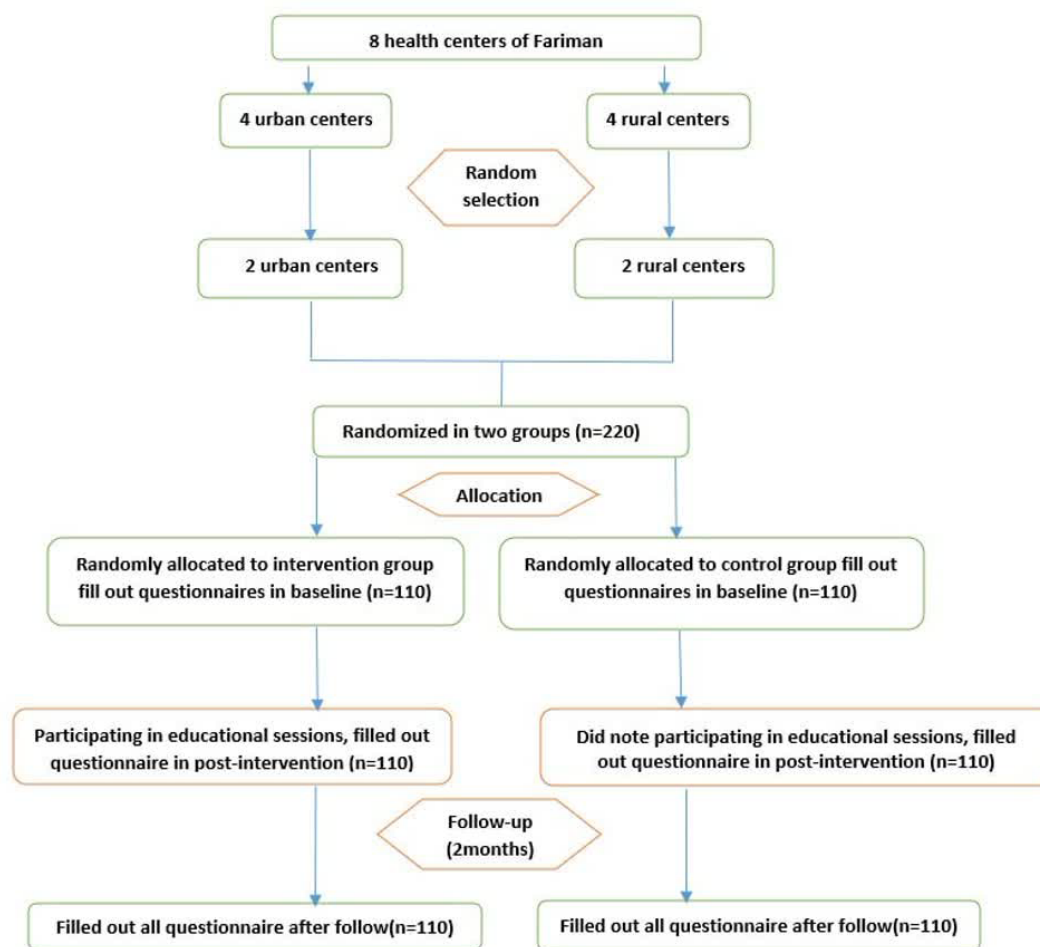 8 health centers of Fariman
4 urban centers
4 rural centers
Random
selection
2 urban centers
2 rural centers
Randomized in two groups (n=220)
Allocation
Randomly allocated to intervention group
fill out questionnaires in baseline (n=110)
Randomly allocated to control group fill out
questionnaires in baseline (n=110)
Participating in educational sessions, filled out
questionnaire in post-intervention (n=110)
Did note participating in educational sessions, filled
out questionnaire in post-intervention (n=110)
Follow-up
(2months)
Filled out all questionnaire after follow(n=110)
Filled out all questionnaire after follow(n=110)